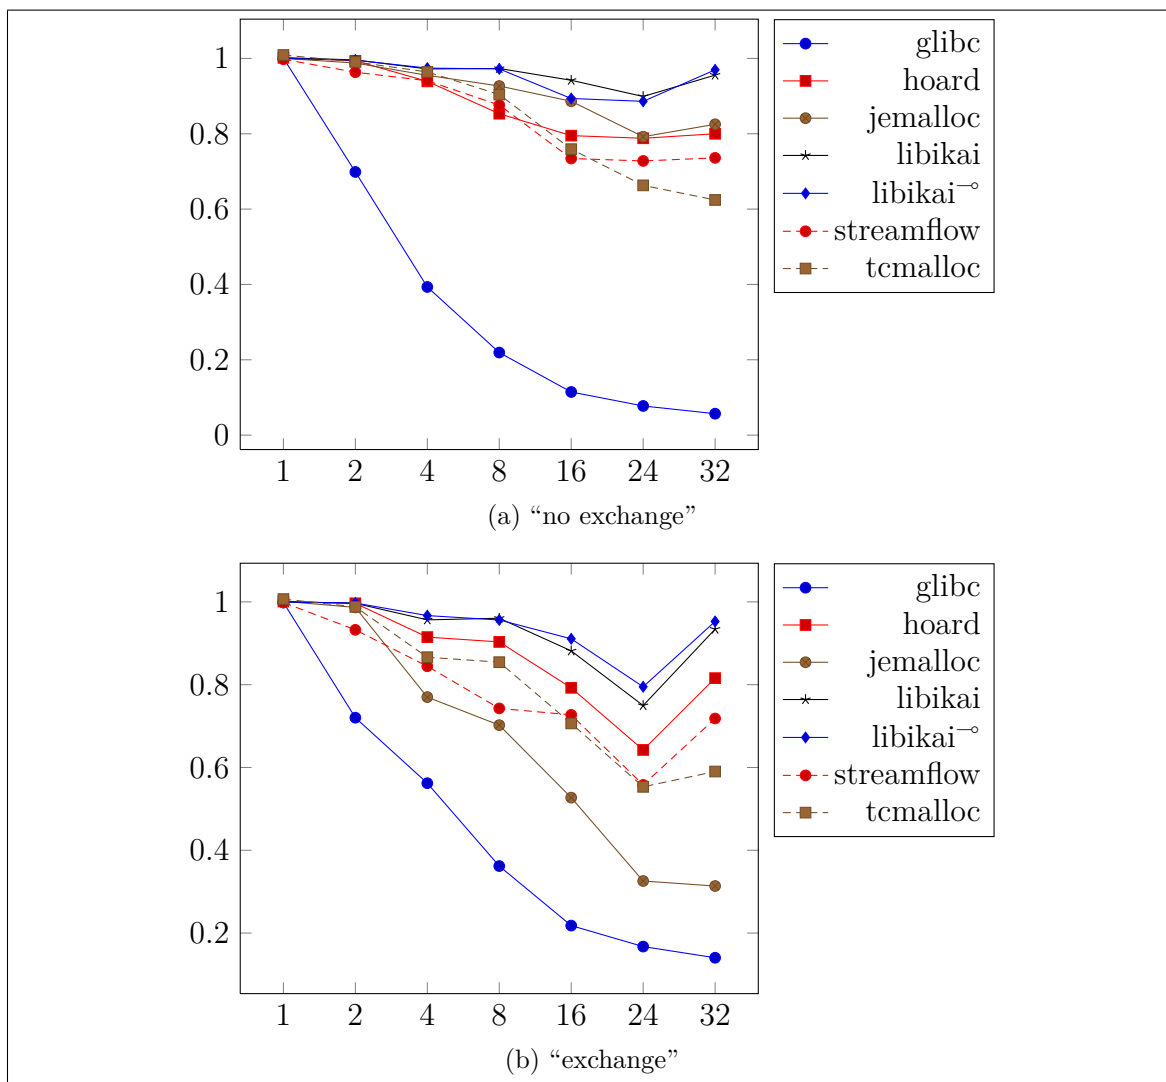 1
0.8
0.6
0.4
0.2
0
1 2 4 8 16 24 32
glibc
hoard
jemalloc
libikai
libikai⊸
streamflow
tcmalloc
(a) “no exchange”
1
0.8
0.6
0.4
0.2
1 2 4 8 16 24 32
glibc
hoard
jemalloc
libikai
libikai⊸
streamflow
tcmalloc
(b) “exchange”